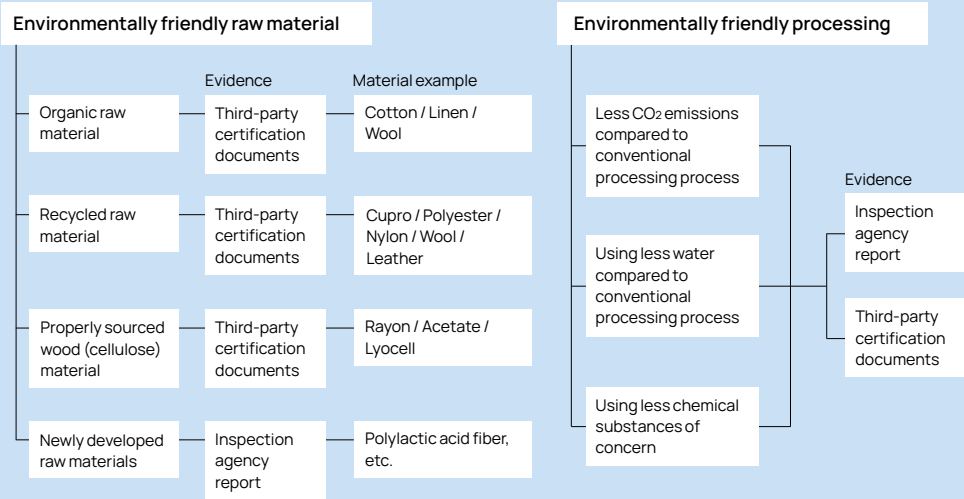 Environmentally friendly raw material
Evidence
Material example
Organic raw
material
Third-party
certification
documents
Cotton / Linen /
Wool
Recycled raw
material
Third-party
certification
documents
Cupro / Polyester /
Nylon / Wool /
Leather
Properly sourced
wood (cellulose)
material
Third-party
certification
documents
Rayon / Acetate /
Lyocell
Newly developed
raw materials
Inspection
agency
report
Polylactic acid fiber,
etc.
Environmentally friendly processing
Less CO2 emissions
compared to
conventional
processing process
Using less water
compared to
conventional
processing process
Using less chemical
substances of
concern
Evidence
Inspection
agency
report
Third-party
certification
documents